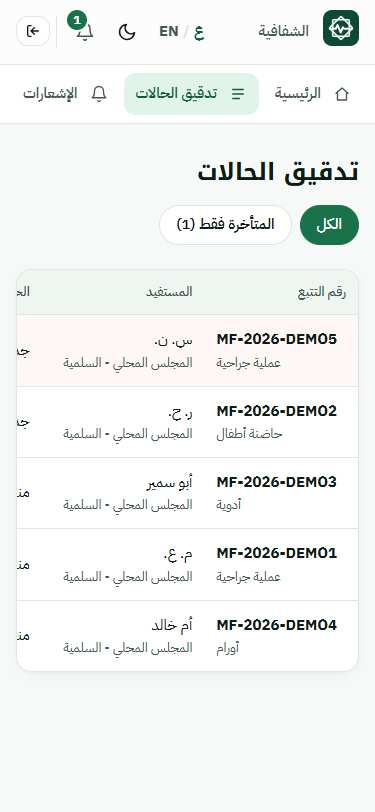 الشفافية
ع / EN
1
الرئيسية
تدقيق الحالات
الإشعارات
تدقيق الحالات
الكل
المتأخرة فقط (1)
رقم التتبع المستفيد
MF-2026-DEMO5 س. ن.
عملية جراحية المجلس المحلي - السلمية
MF-2026-DEMO2 ر. ح.
حاضنة أطفال المجلس المحلي - السلمية
MF-2026-DEMO3 أبو سمير
أدوية المجلس المحلي - السلمية
MF-2026-DEMO1 م. ع.
عملية جراحية المجلس المحلي - السلمية
MF-2026-DEMO4 أم خالد
أورام المجلس المحلي - السلمية